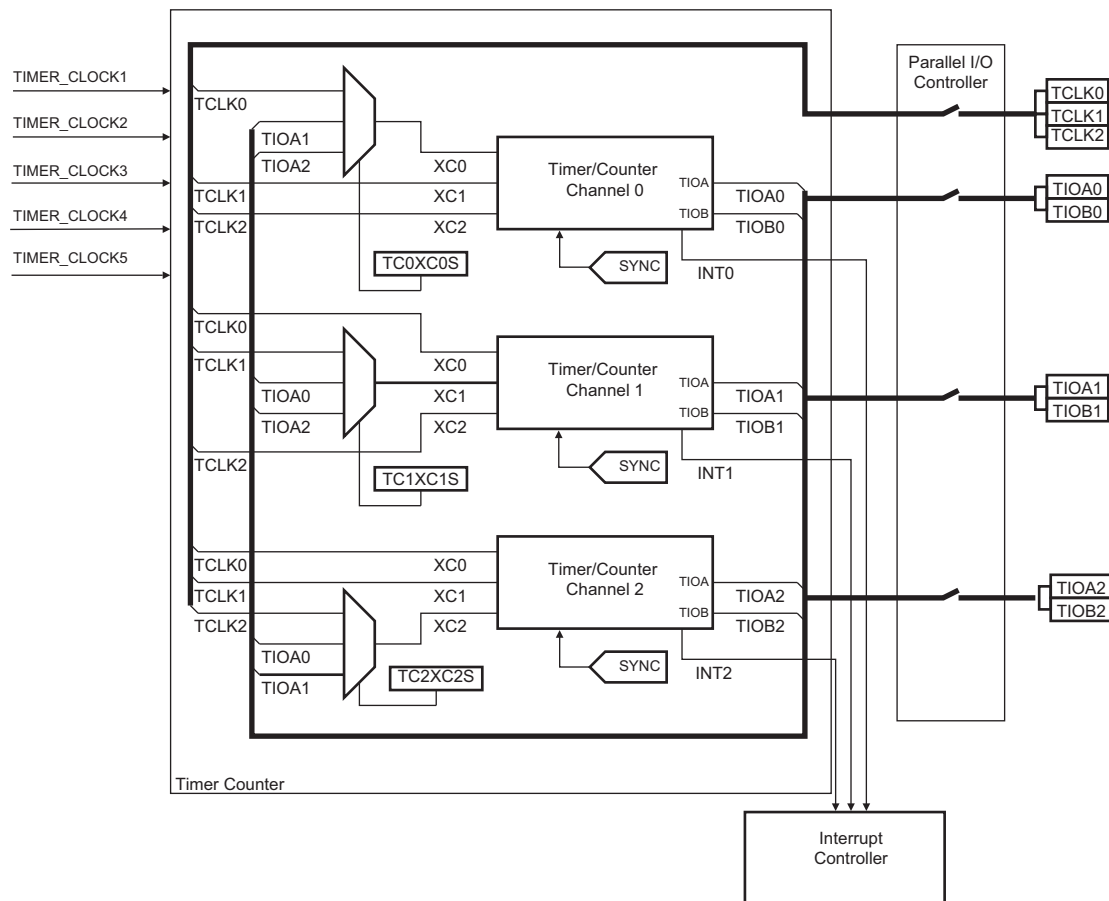 TIMER_CLOCK1
TIMER_CLOCK2
TIMER_CLOCK3
TIMER_CLOCK4
TIMER_CLOCK5
TCLK0
TIOA1
TIOA2
TCLK1
TCLK2
XC0
XC1
XC2
TC0XC0S
Timer/Counter
Channel 0
TIOA
TIOB
TIOA0
TIOB0
SYNC
INT0
TCLK0
TCLK1
TIOA0
TIOA2
TCLK2
XC0
XC1
XC2
TC1XC1S
Timer/Counter
Channel 1
TIOA
TIOB
TIOA1
TIOB1
SYNC
INT1
TCLK0
TCLK1
TCLK2
TIOA0
TIOA1
XC0
XC1
XC2
TC2XC2S
Timer/Counter
Channel 2
TIOA
TIOB
TIOA2
TIOB2
SYNC
INT2
Timer Counter
Parallel I/O
Controller
TCLK0
TCLK1
TCLK2
TIOA0
TIOB0
TIOA1
TIOB1
TIOA2
TIOB2
Interrupt
Controller